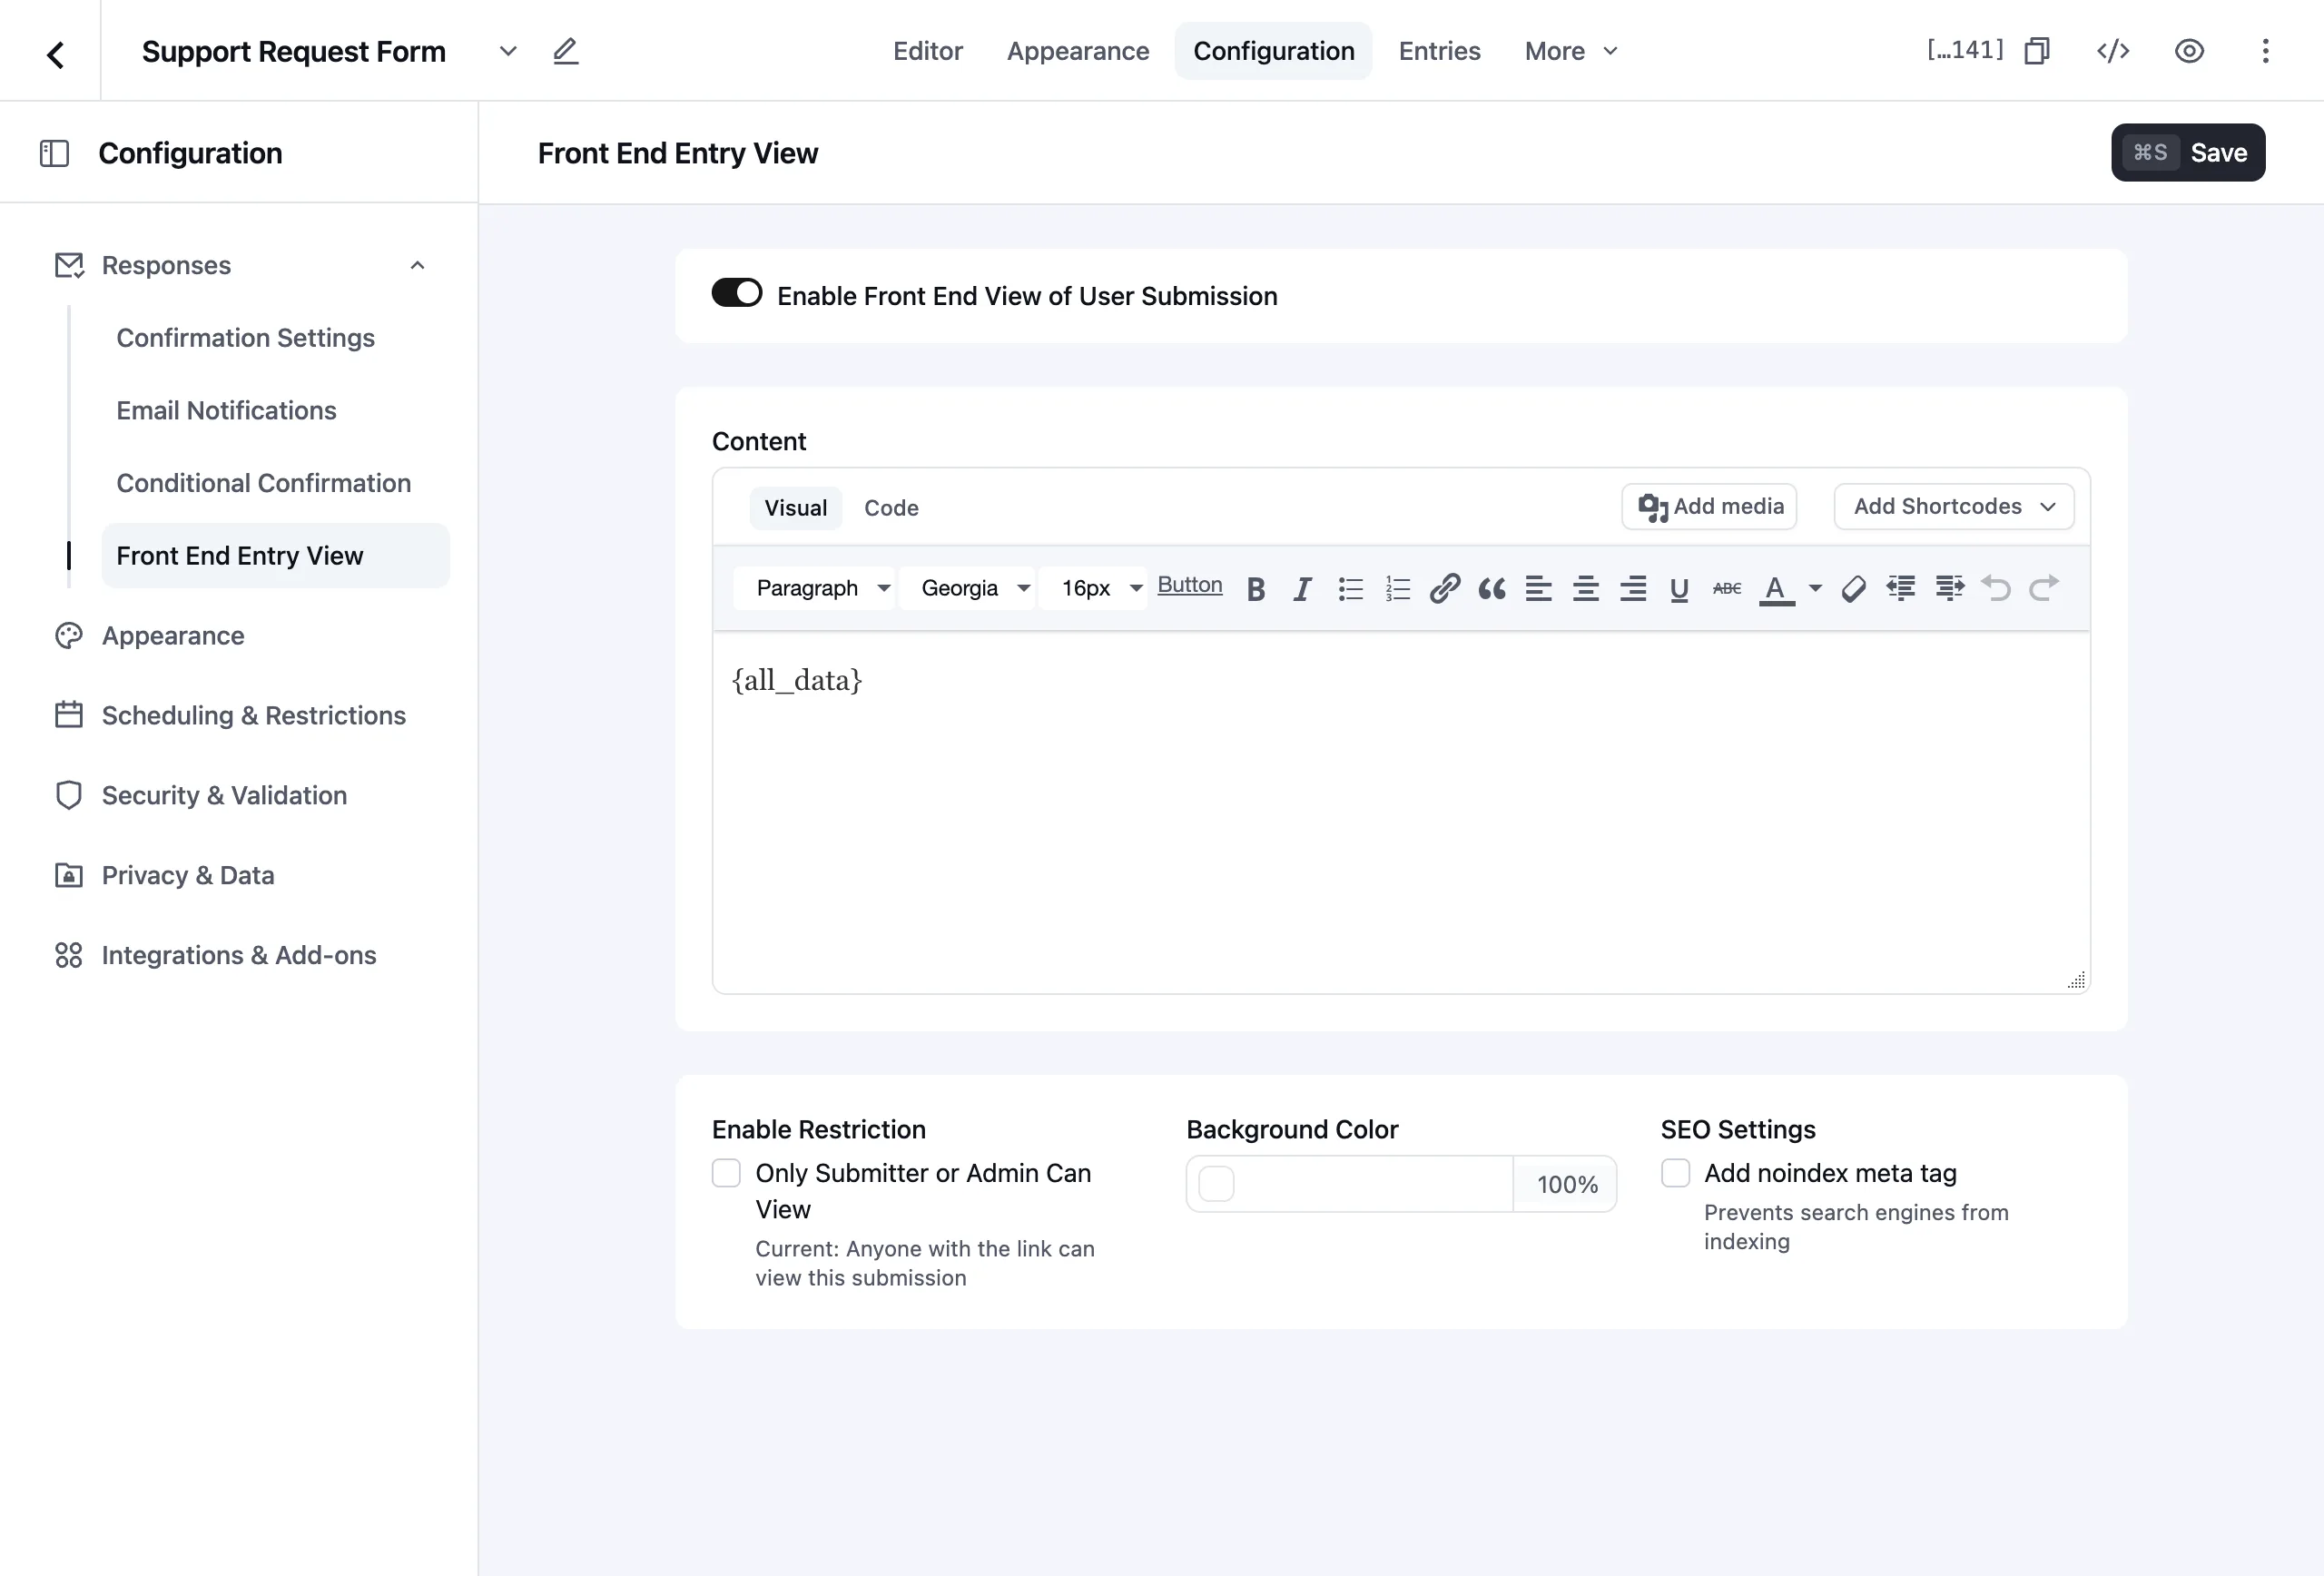 Support Request Form
Editor
Appearance
Configuration
Entries
More
[...141]
Configuration
Front End Entry View
⌘S Save
Responses
Confirmation Settings
Email Notifications
Conditional Confirmation
Front End Entry View
Appearance
Scheduling & Restrictions
Security & Validation
Privacy & Data
Integrations & Add-ons
Enable Front End View of User Submission
Content
Visual
Code
Add media
Add Shortcodes
Paragraph
Georgia
16px
Button
B
I
U
ABC
A
{all_data}
Enable Restriction
Only Submitter or Admin Can
View
Current: Anyone with the link can
view this submission
Background Color
100%
SEO Settings
Add noindex meta tag
Prevents search engines from
indexing